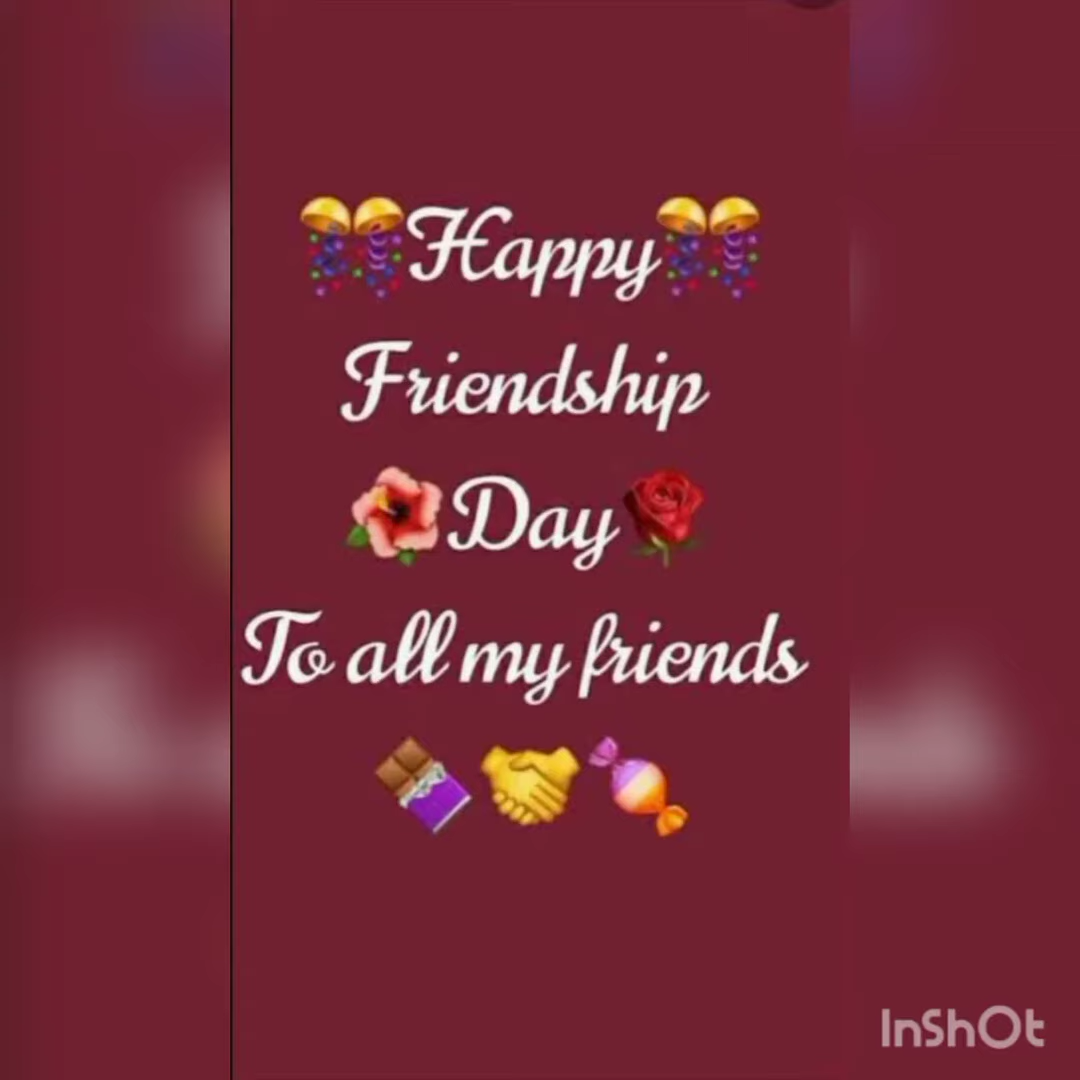 🎊Happy🎊
Friendship
🌺Day🌹
To all my friends
🍫🤝🍬
InShOt